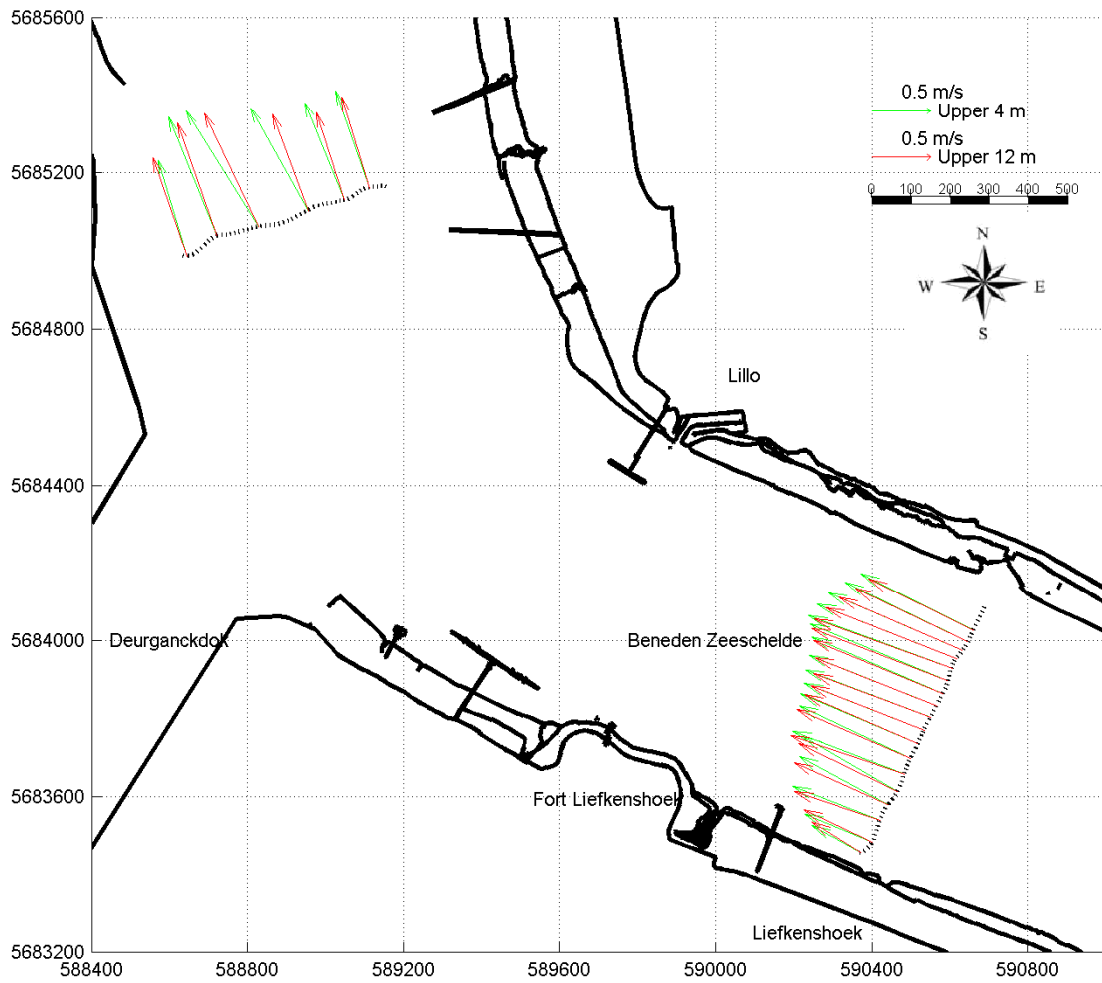 5685600
5685200
5684800
5684400
5684000
5683600
5683200
588400 588800 589200 589600 590000 590400 590800
0.5 m/s
Upper 4 m
0.5 m/s
Upper 12 m
0 100 200 300 400 500
N
W E
S
Lillo
Deurganckdok
Beneden Zeeschelde
Fort Liefkenshoek
Liefkenshoek